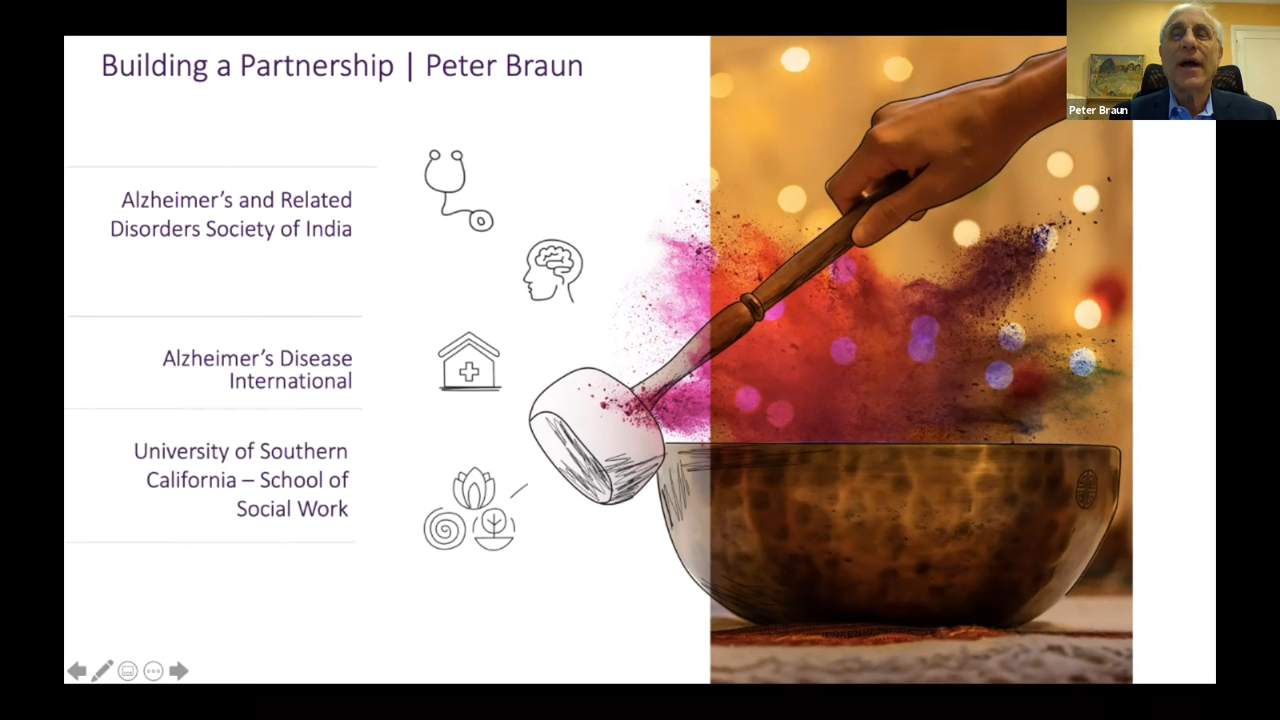 Building a Partnership | Peter Braun
Peter Braun
Alzheimer’s and Related
Disorders Society of India
Alzheimer’s Disease
International
University of Southern
California – School of
Social Work